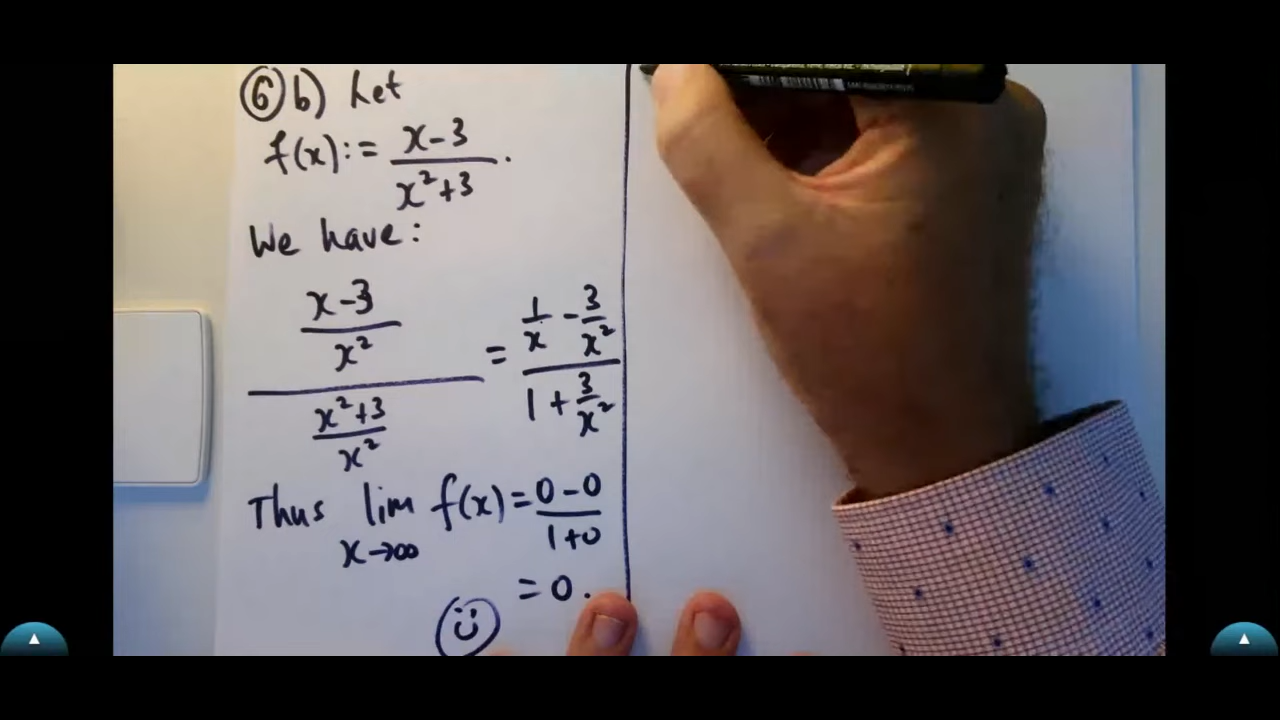 ⑥ b) Let
f(x):= x-3 / x²+3 .
We have:
(x-3 / x²) / (x²+3 / x²) = (1/x - 3/x²) / (1 + 3/x²)
Thus lim x→∞ f(x) = 0-0 / 1+0
= 0.